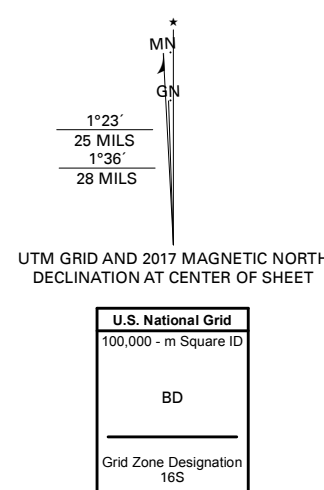 ★
MN
GN
1°23´
25 MILS
1°36´
28 MILS
UTM GRID AND 2017 MAGNETIC NORTH
DECLINATION AT CENTER OF SHEET
U.S. National Grid
100,000 - m Square ID
BD
Grid Zone Designation
16S